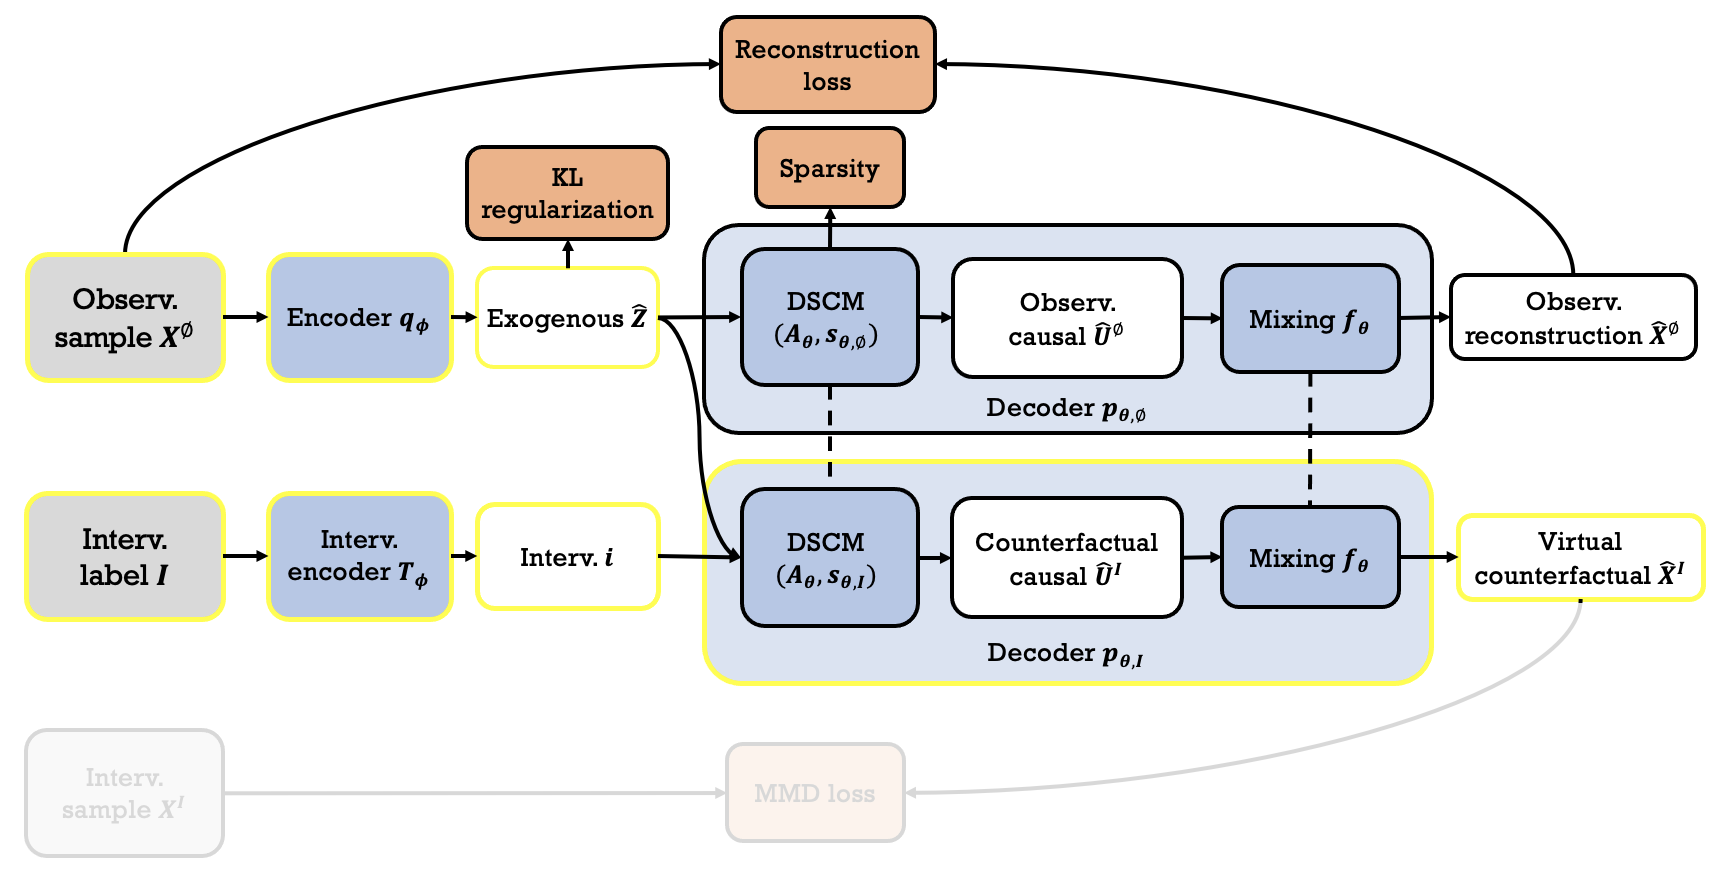 Reconstruction
loss
Sparsity
KL
regularization
Observ.
sample X^∅
Encoder q_ϕ
Exogenous Ẑ
DSCM
(A_θ, s_θ,∅)
Observ.
causal Û^∅
Mixing f_θ
Observ.
reconstruction X̂^∅
Decoder p_θ,∅
Interv.
label I
Interv.
encoder T_ϕ
Interv. i
DSCM
(A_θ, s_θ,I)
Counterfactual
causal Û^I
Mixing f_θ
Virtual
counterfactual X̂^I
Decoder p_θ,I
Interv.
sample X^I
MMD loss